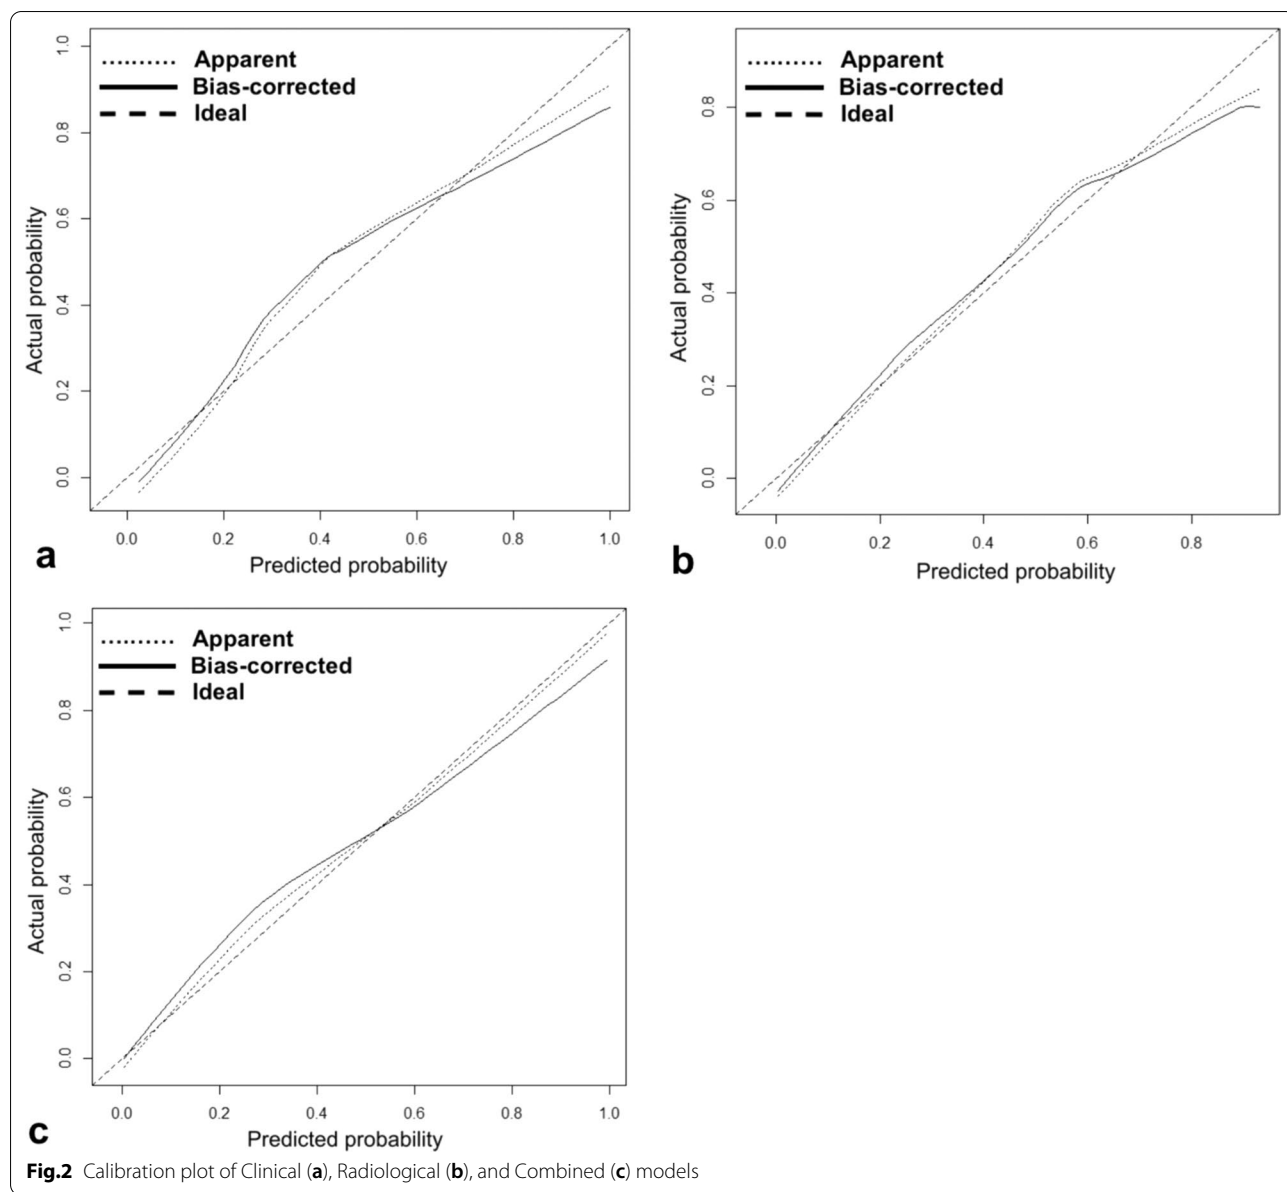 Apparent
Bias-corrected
Ideal
1.0
0.8
0.6
0.4
0.2
0.0
Actual probability
0.0 0.2 0.4 0.6 0.8 1.0
Predicted probability
a
Apparent
Bias-corrected
Ideal
0.8
0.6
0.4
0.2
0.0
Actual probability
0.0 0.2 0.4 0.6 0.8
Predicted probability
b
Apparent
Bias-corrected
Ideal
1.0
0.8
0.6
0.4
0.2
0.0
Actual probability
0.0 0.2 0.4 0.6 0.8 1.0
Predicted probability
c
Fig.2 Calibration plot of Clinical (a), Radiological (b), and Combined (c) models